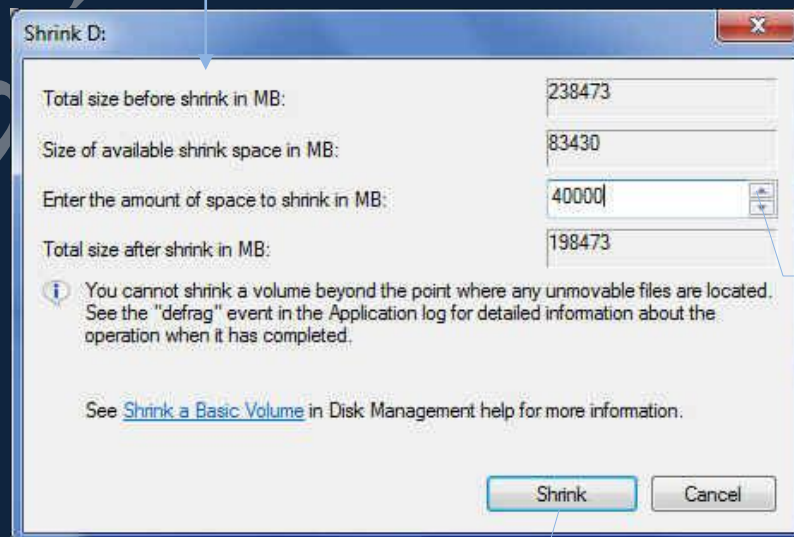 Shrink D:
Total size before shrink in MB: 238473
Size of available shrink space in MB: 83430
Enter the amount of space to shrink in MB: 40000
Total size after shrink in MB: 198473
You cannot shrink a volume beyond the point where any unmovable files are located.
See the "defrag" event in the Application log for detailed information about the
operation when it has completed.
See Shrink a Basic Volume in Disk Management help for more information.
Shrink Cancel